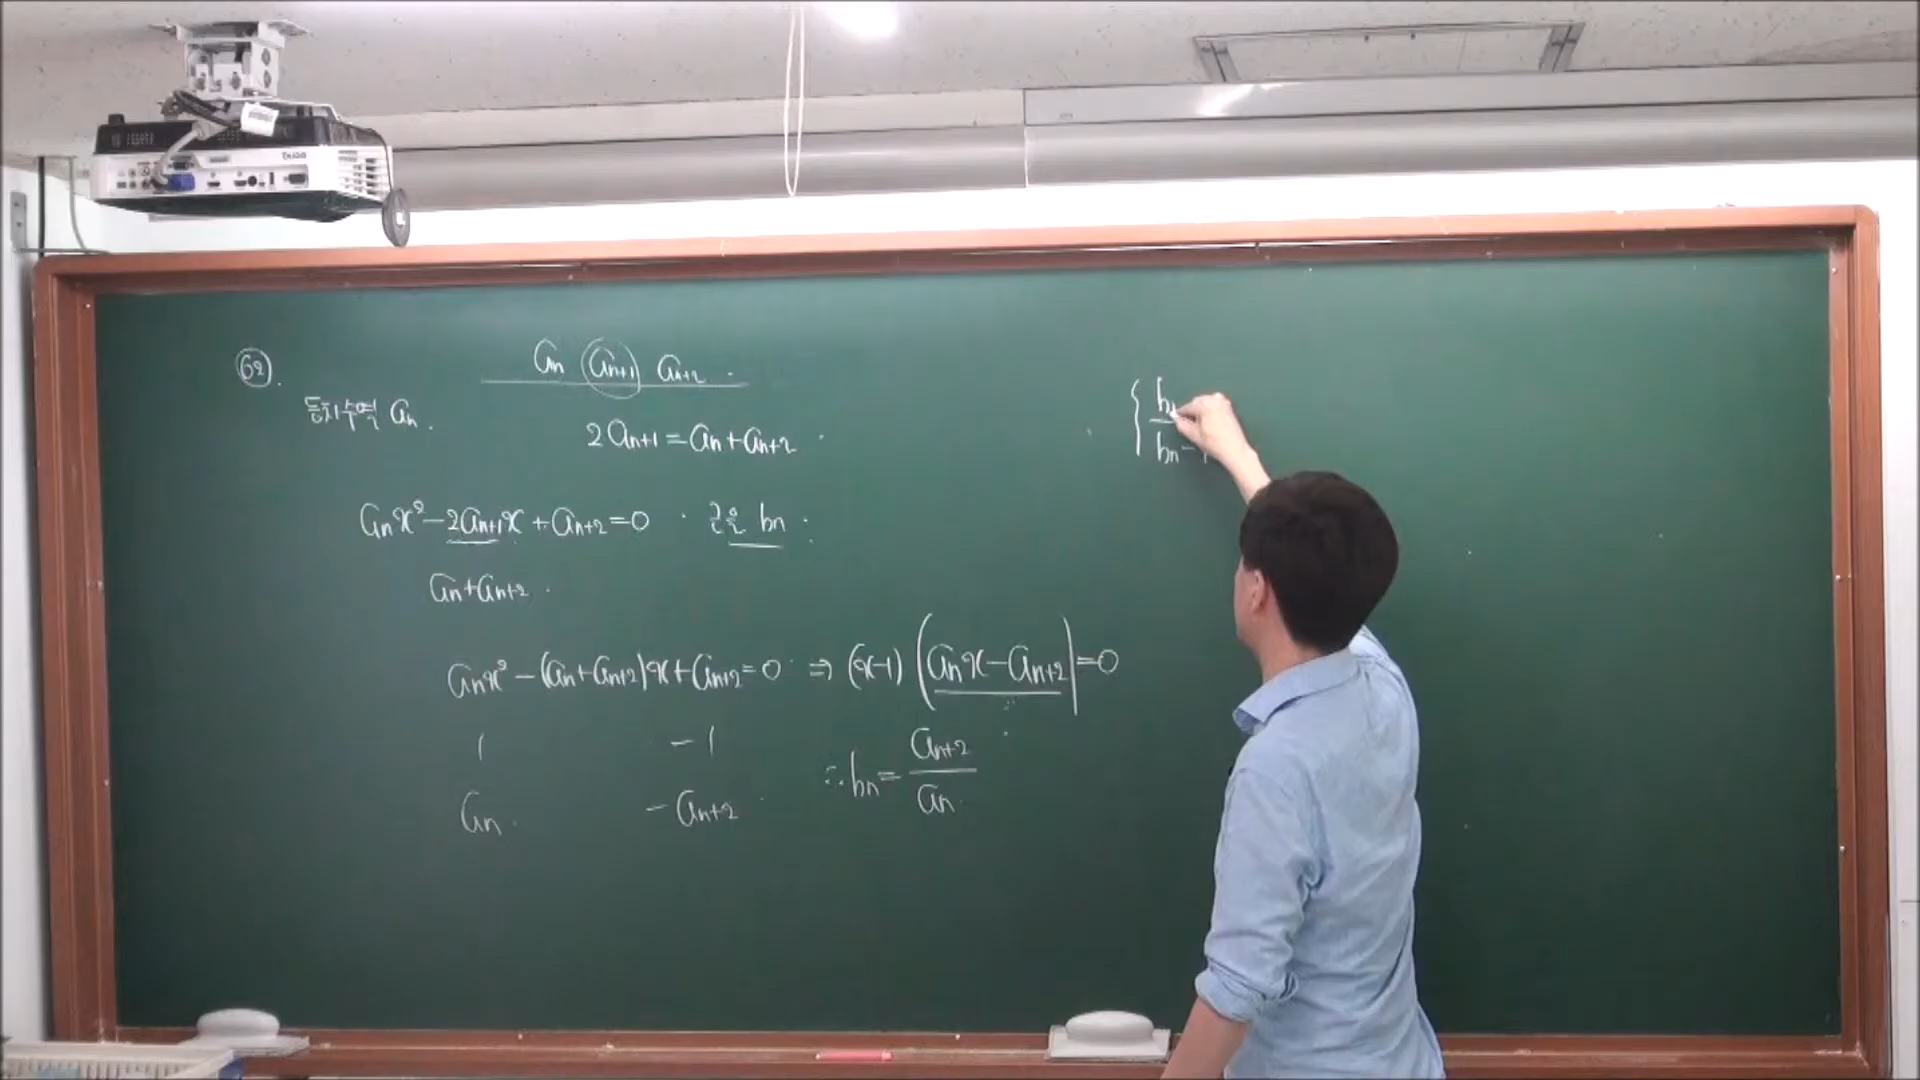 62.
aₙ aₙ₊₁ aₙ₊₂
등차수열 aₙ.
2aₙ₊₁=aₙ+aₙ₊₂
aₙx²-2aₙ₊₁x+aₙ₊₂=0 근은 bₙ
aₙ+aₙ₊₂
aₙx²-(aₙ+aₙ₊₂)x+aₙ₊₂=0 ⇒ (x-1)(aₙx-aₙ₊₂)=0
1 -1
aₙ -aₙ₊₂
∴bₙ=aₙ₊₂/aₙ
{bₙ/bₙ-1